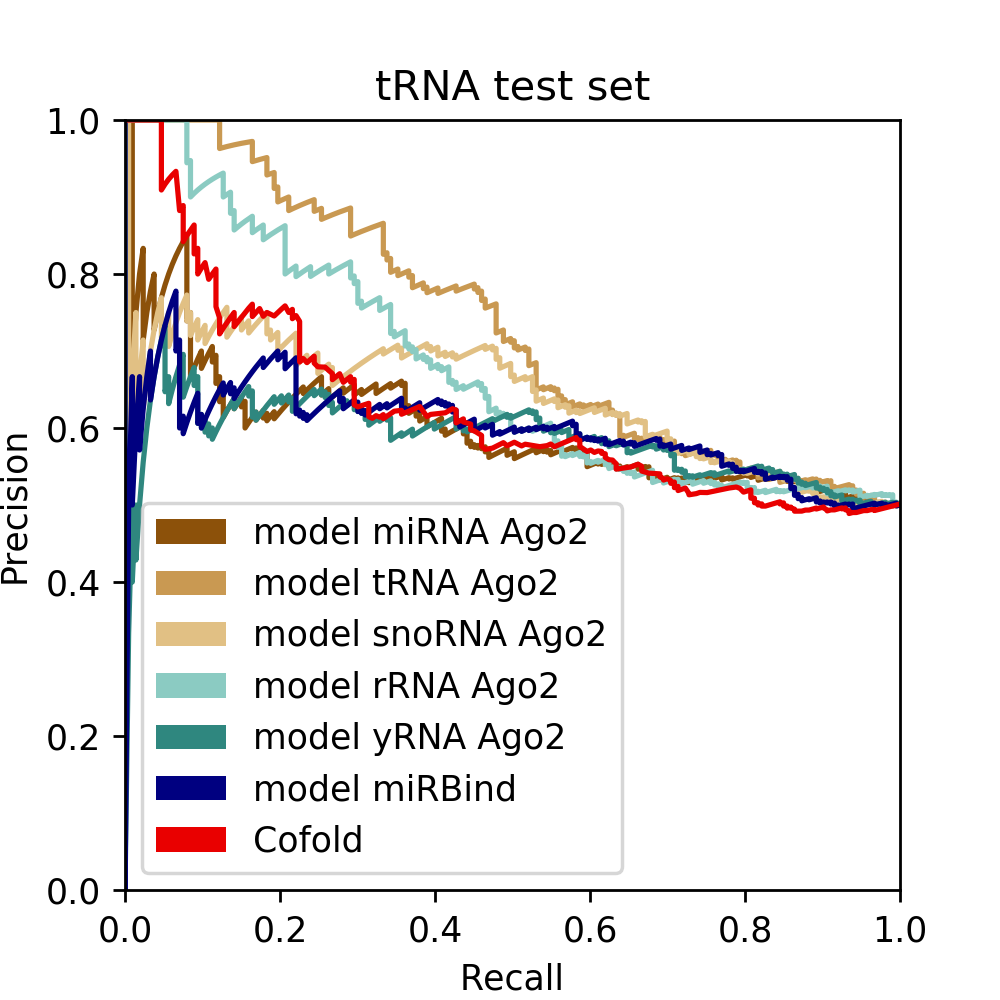 tRNA test set
1.0
0.8
0.6
0.4
0.2
0.0
Precision
model miRNA Ago2
model tRNA Ago2
model snoRNA Ago2
model rRNA Ago2
model yRNA Ago2
model miRBind
Cofold
0.0 0.2 0.4 0.6 0.8 1.0
Recall